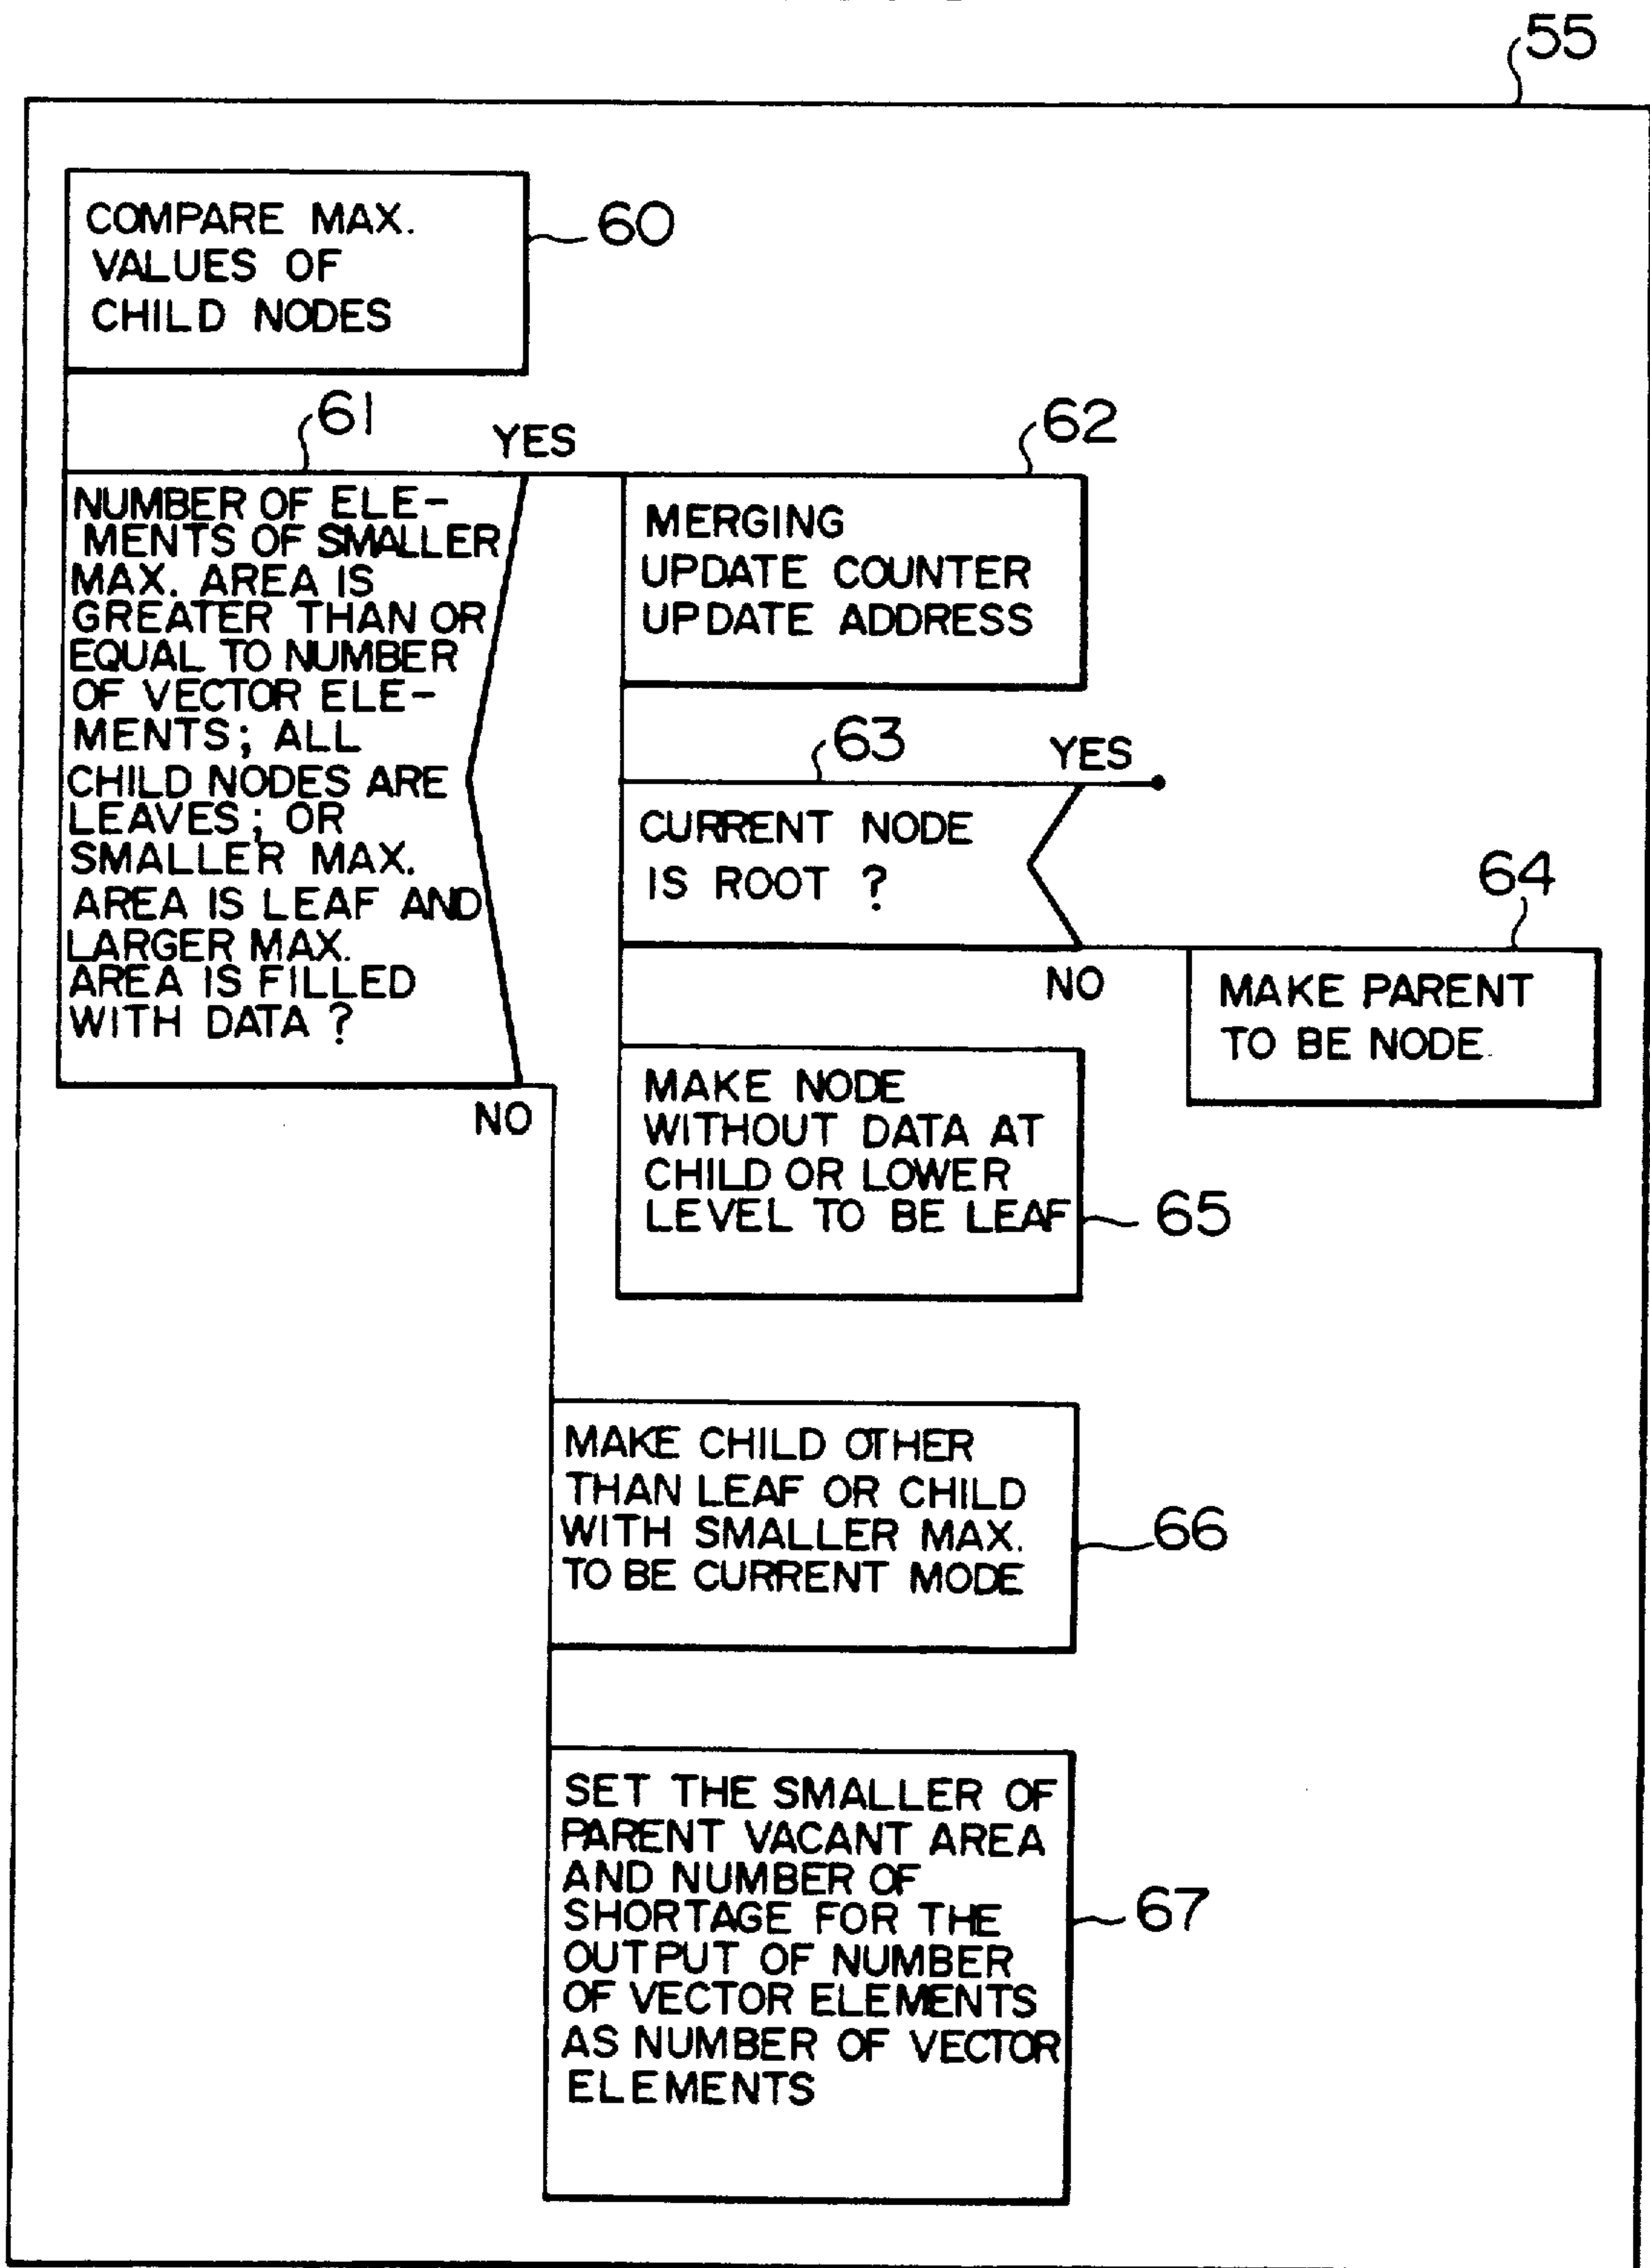 55
COMPARE MAX.
VALUES OF
CHILD NODES
60
61
YES
NUMBER OF ELE-
MENTS OF SMALLER
MAX. AREA IS
GREATER THAN OR
EQUAL TO NUMBER
OF VECTOR ELE-
MENTS; ALL
CHILD NODES ARE
LEAVES; OR
SMALLER MAX.
AREA IS LEAF AND
LARGER MAX.
AREA IS FILLED
WITH DATA ?
NO
62
MERGING
UPDATE COUNTER
UPDATE ADDRESS
63
YES
CURRENT NODE
IS ROOT ?
NO
64
MAKE PARENT
TO BE NODE
MAKE NODE
WITHOUT DATA AT
CHILD OR LOWER
LEVEL TO BE LEAF
65
MAKE CHILD OTHER
THAN LEAF OR CHILD
WITH SMALLER MAX.
TO BE CURRENT MODE
66
SET THE SMALLER OF
PARENT VACANT AREA
AND NUMBER OF
SHORTAGE FOR THE
OUTPUT OF NUMBER
OF VECTOR ELEMENTS
AS NUMBER OF VECTOR
ELEMENTS
67